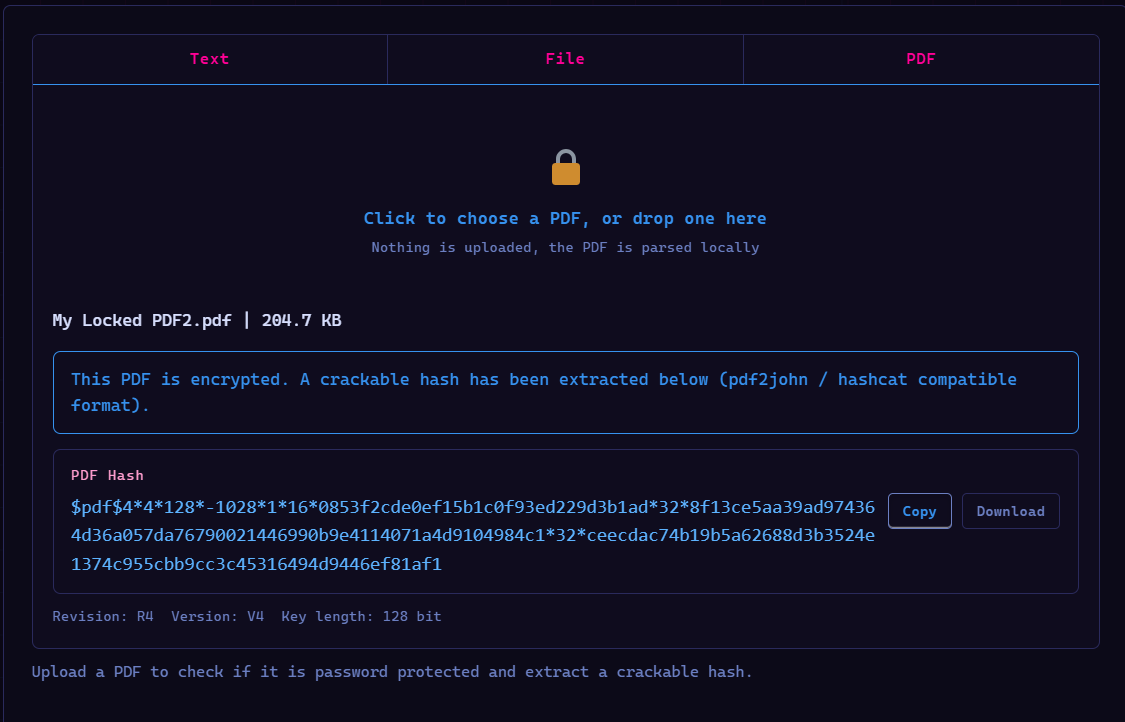 Text
File
PDF
Click to choose a PDF, or drop one here
Nothing is uploaded, the PDF is parsed locally
My Locked PDF2.pdf | 204.7 KB
This PDF is encrypted. A crackable hash has been extracted below (pdf2john / hashcat compatible
format).
PDF Hash
$pdf$4*4*128*-1028*1*16*0853f2cde0ef15b1c0f93ed229d3b1ad*32*8f13ce5aa39ad97436
4d36a057da76790021446990b9e4114071a4d9104984c1*32*ceecdac74b19b5a62688d3b3524e
1374c955cbb9cc3c45316494d9446ef81af1
Copy
Download
Revision: R4 Version: V4 Key length: 128 bit
Upload a PDF to check if it is password protected and extract a crackable hash.